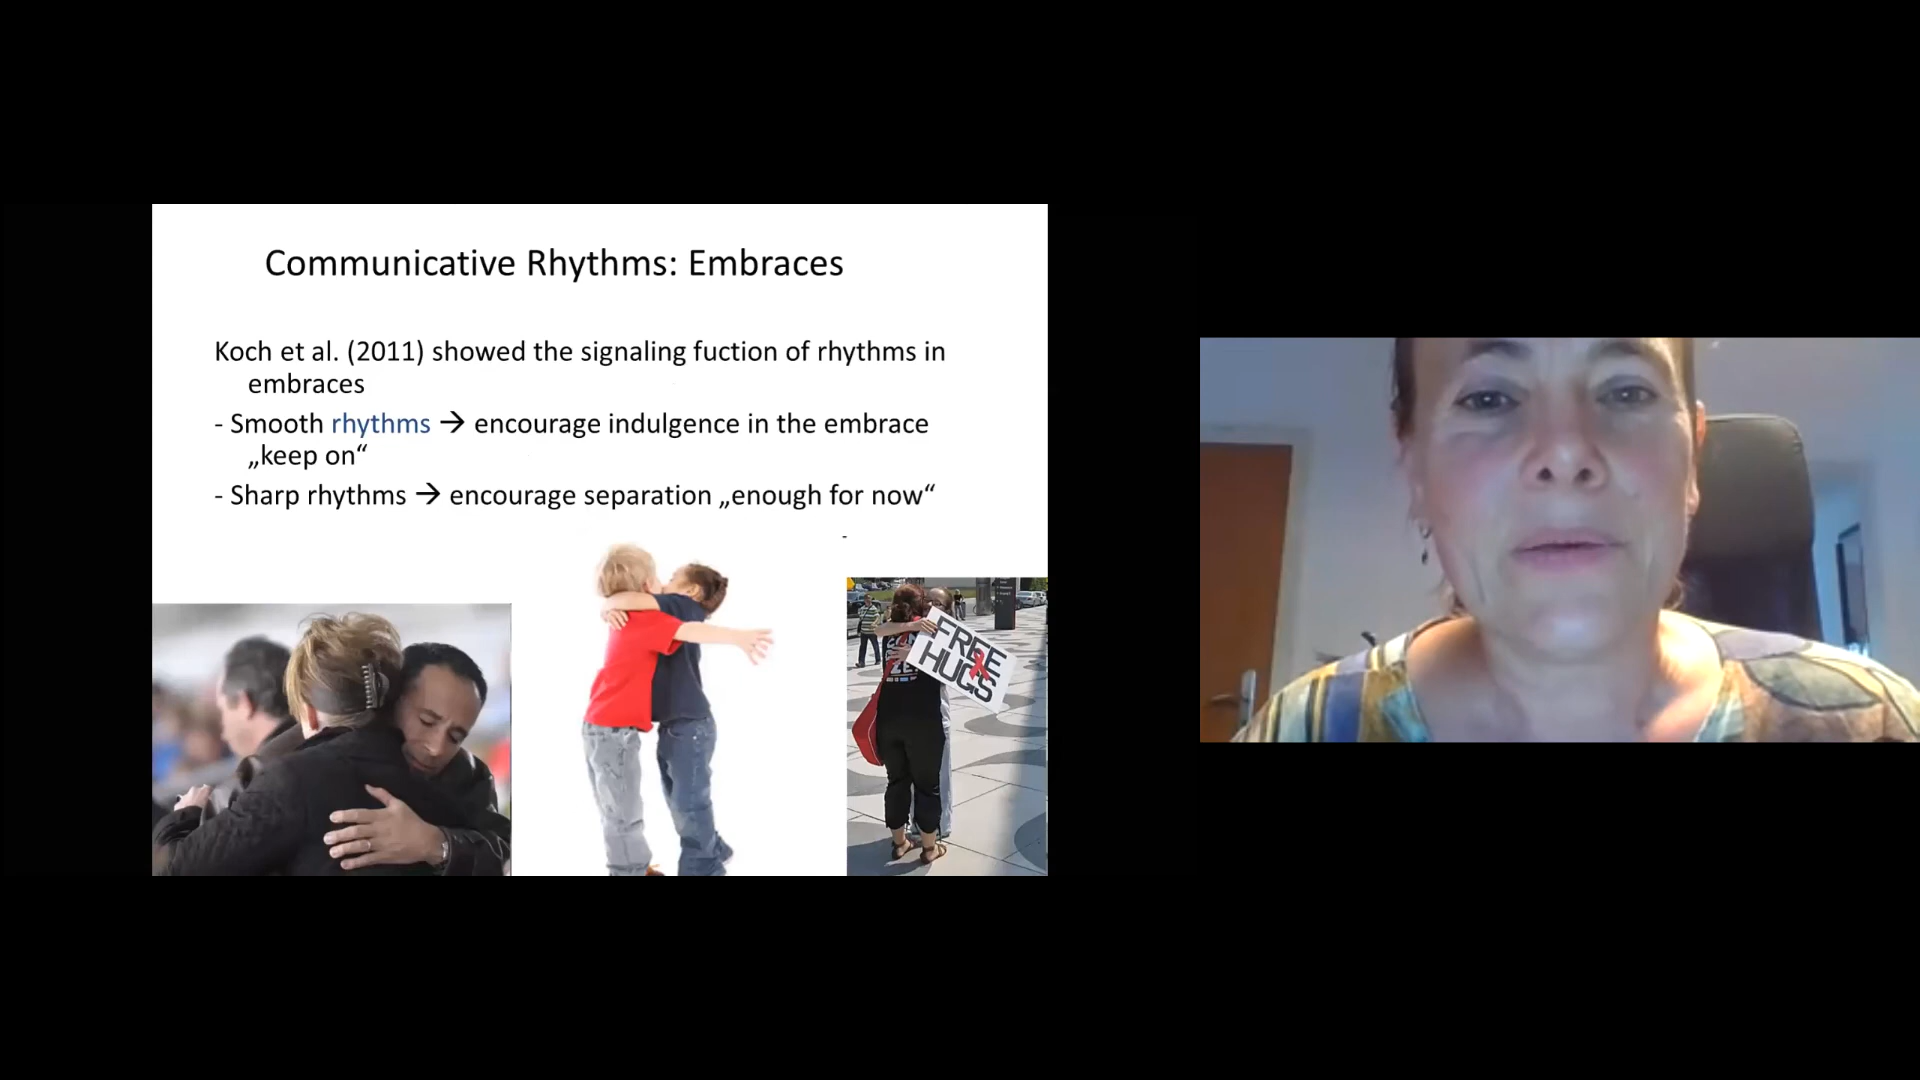 Communicative Rhythms: Embraces
Koch et al. (2011) showed the signaling fuction of rhythms in
embraces
- Smooth rhythms → encourage indulgence in the embrace
„keep on“
- Sharp rhythms → encourage separation „enough for now“
-
FREE
HUGS